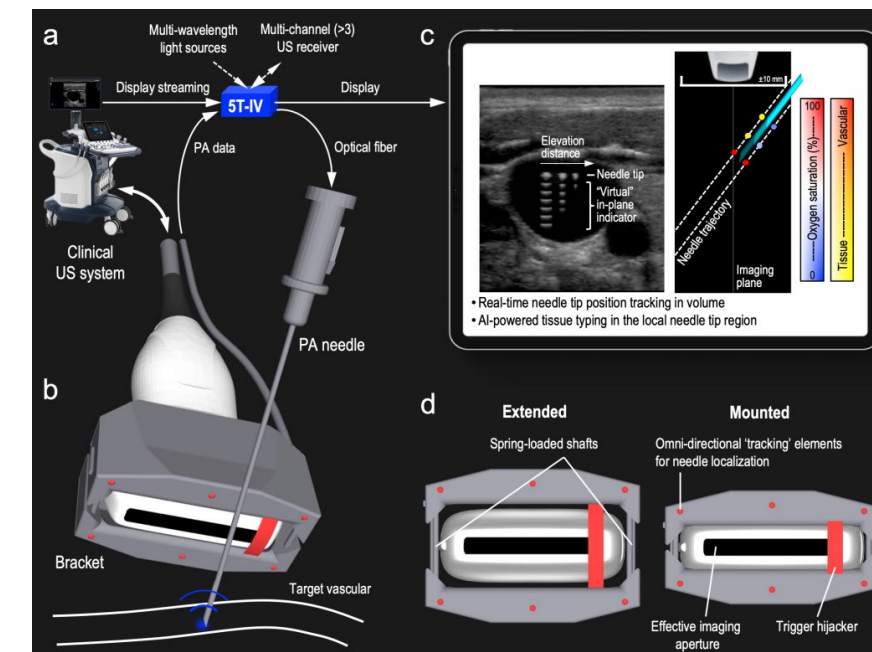 a
Multi-wavelength
light sources
Multi-channel (>3)
US receiver
Display streaming
5T-IV
Display
PA data
Optical fiber
Clinical
US system
PA needle
b
Bracket
Target vascular
c
Elevation
distance
Needle tip
"Virtual"
in-plane
indicator
±10 mm
Needle trajectory
Imaging
plane
0 ----Oxygen saturation (%)------ 100
Tissue ---------------- Vascular
• Real-time needle tip position tracking in volume
• AI-powered tissue typing in the local needle tip region
d
Extended
Mounted
Spring-loaded shafts
Omni-directional 'tracking' elements
for needle localization
Effective imaging
aperture
Trigger hijacker